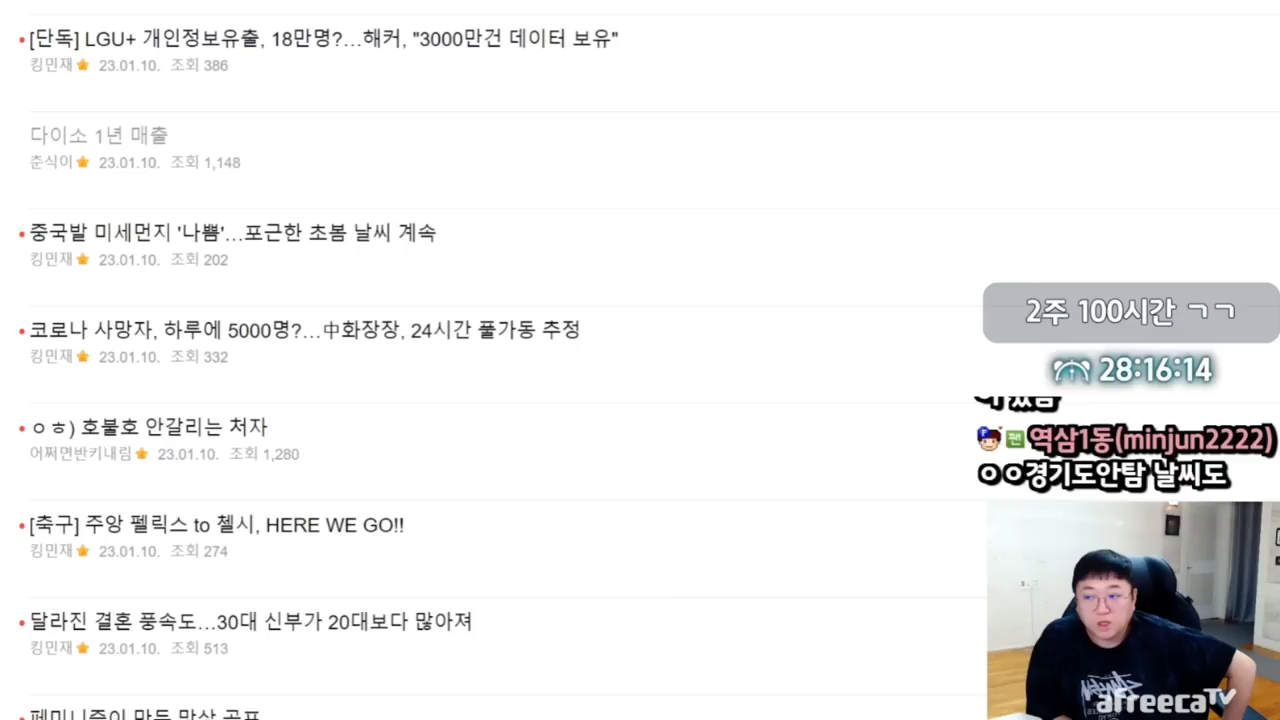 [단독] LGU+ 개인정보유출, 18만명?...해커, "3000만건 데이터 보유"
킹민재 23.01.10. 조회 386
다이소 1년 매출
춘식이 23.01.10. 조회 1,148
중국발 미세먼지 '나쁨'...포근한 초봄 날씨 계속
킹민재 23.01.10. 조회 202
코로나 사망자, 하루에 5000명?...中화장장, 24시간 풀가동 추정
킹민재 23.01.10. 조회 332
ㅇㅎ) 호불호 안갈리는 처자
어쩌면반키내림 23.01.10. 조회 1,280
[축구] 주앙 펠릭스 to 첼시, HERE WE GO!!
킹민재 23.01.10. 조회 274
달라진 결혼 풍속도...30대 신부가 20대보다 많아져
킹민재 23.01.10. 조회 513
2주 100시간 ㄱㄱ
28:16:14
팬 역삼1동(minjun2222)
ㅇㅇ경기도안탐 날씨도
afreecaTV